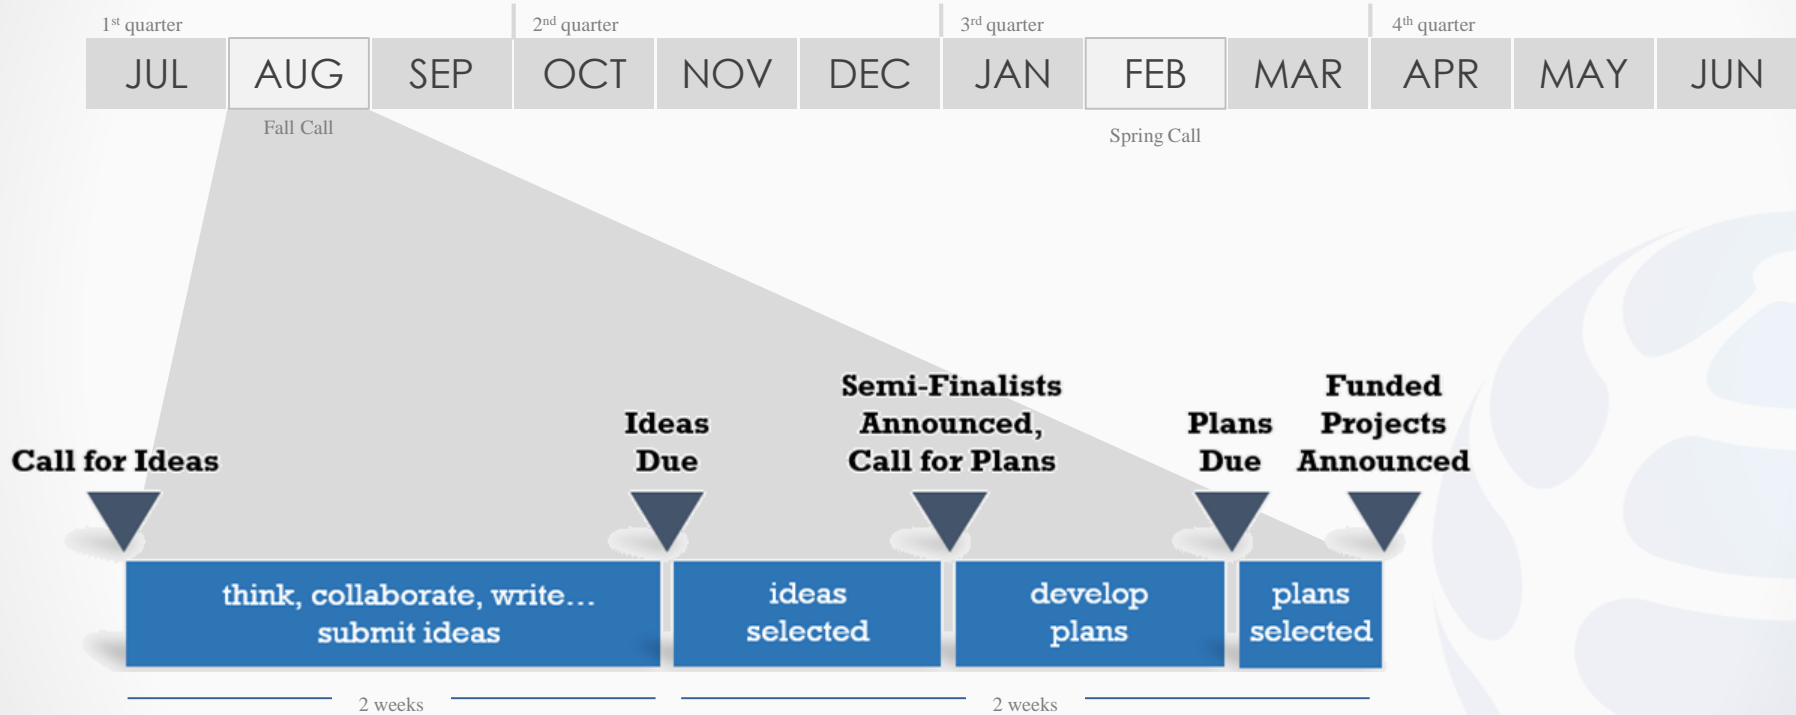 1st quarter
2nd quarter
3rd quarter
4th quarter
JUL AUG SEP OCT NOV DEC JAN FEB MAR APR MAY JUN
Fall Call
Spring Call
Call for Ideas
Ideas
Due
Semi-Finalists
Announced,
Call for Plans
Plans
Due
Funded
Projects
Announced
think, collaborate, write...
submit ideas
ideas
selected
develop
plans
plans
selected
2 weeks
2 weeks